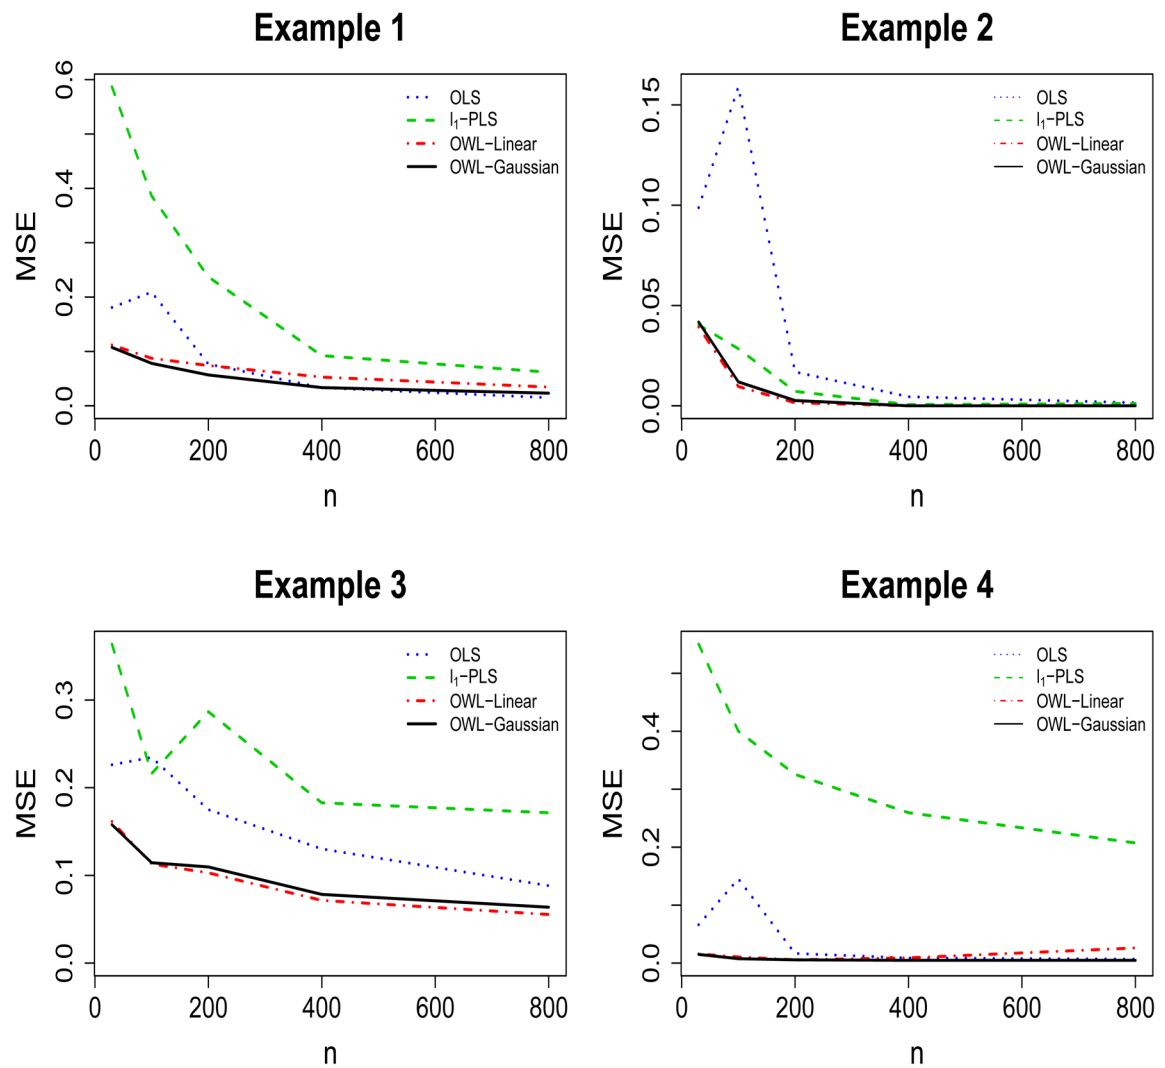 Example 1
MSE
0.0
0.2
0.4
0.6
OLS
l1−PLS
OWL−Linear
OWL−Gaussian
0 200 400 600 800
n
Example 2
MSE
0.00
0.05
0.10
0.15
OLS
l1−PLS
OWL−Linear
OWL−Gaussian
0 200 400 600 800
n
Example 3
MSE
0.0
0.1
0.2
0.3
OLS
l1−PLS
OWL−Linear
OWL−Gaussian
0 200 400 600 800
n
Example 4
MSE
0.0
0.2
0.4
OLS
l1−PLS
OWL−Linear
OWL−Gaussian
0 200 400 600 800
n